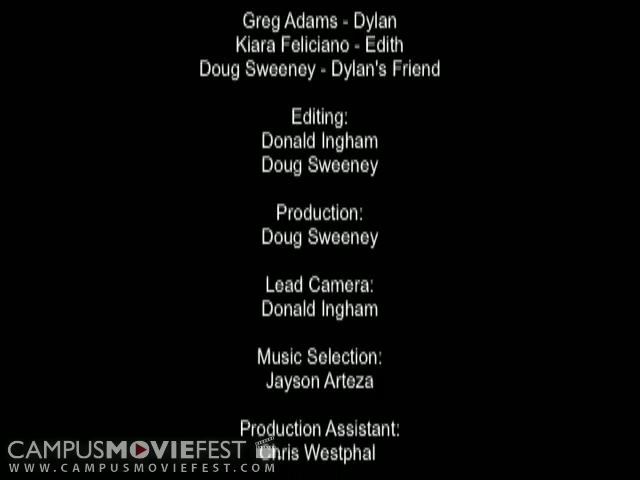 Greg Adams - Dylan
Kiara Feliciano - Edith
Doug Sweeney - Dylan's Friend
Editing:
Donald Ingham
Doug Sweeney
Production:
Doug Sweeney
Lead Camera:
Donald Ingham
Music Selection:
Jayson Arteza
Production Assistant:
Chris Westphal
CAMPUSMOVIEFEST
WWW.CAMPUSMOVIEFEST.COM